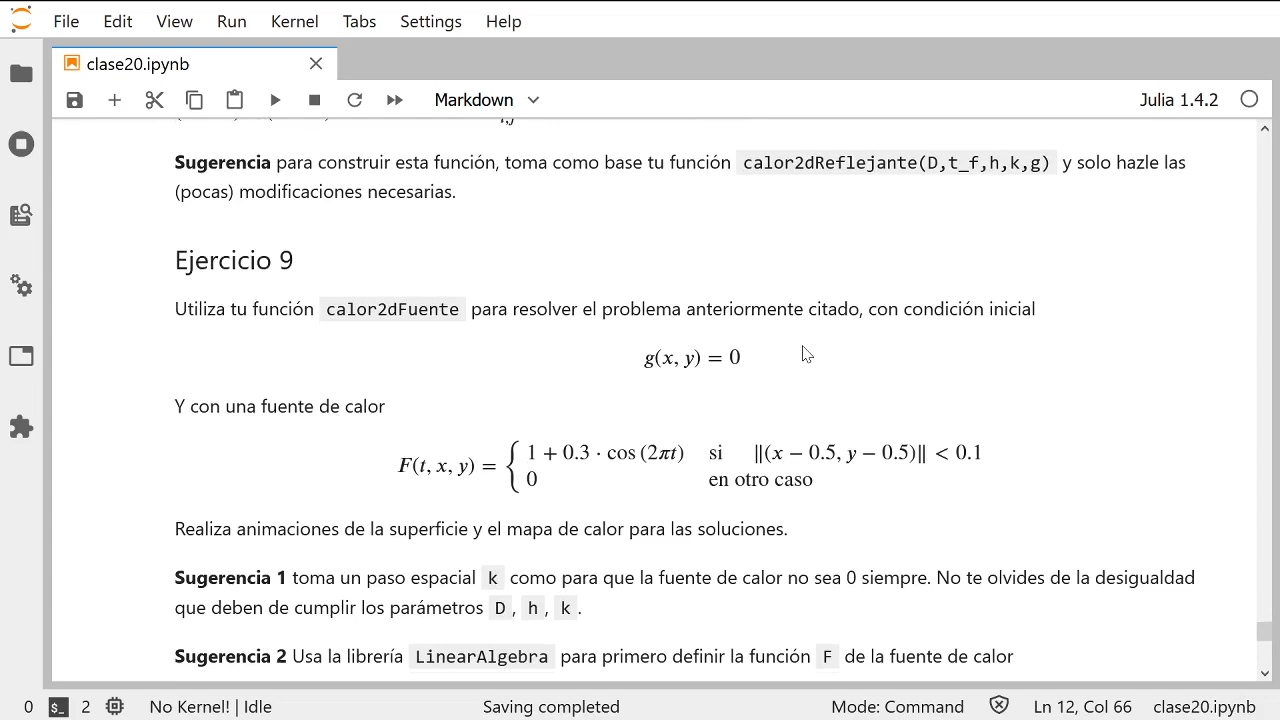 File Edit View Run Kernel Tabs Settings Help
clase20.ipynb
Markdown Julia 1.4.2
Sugerencia para construir esta función, toma como base tu función calor2dReflejante(D,t_f,h,k,g) y solo hazle las
(pocas) modificaciones necesarias.
Ejercicio 9
Utiliza tu función calor2dFuente para resolver el problema anteriormente citado, con condición inicial
g(x, y) = 0
Y con una fuente de calor
F(t, x, y) = { 1 + 0.3 · cos (2πt) si ‖(x − 0.5, y − 0.5)‖ < 0.1
0 en otro caso
Realiza animaciones de la superficie y el mapa de calor para las soluciones.
Sugerencia 1 toma un paso espacial k como para que la fuente de calor no sea 0 siempre. No te olvides de la desigualdad
que deben de cumplir los parámetros D, h, k.
Sugerencia 2 Usa la librería LinearAlgebra para primero definir la función F de la fuente de calor
0 $_ 2 No Kernel! | Idle Saving completed Mode: Command Ln 12, Col 66 clase20.ipynb